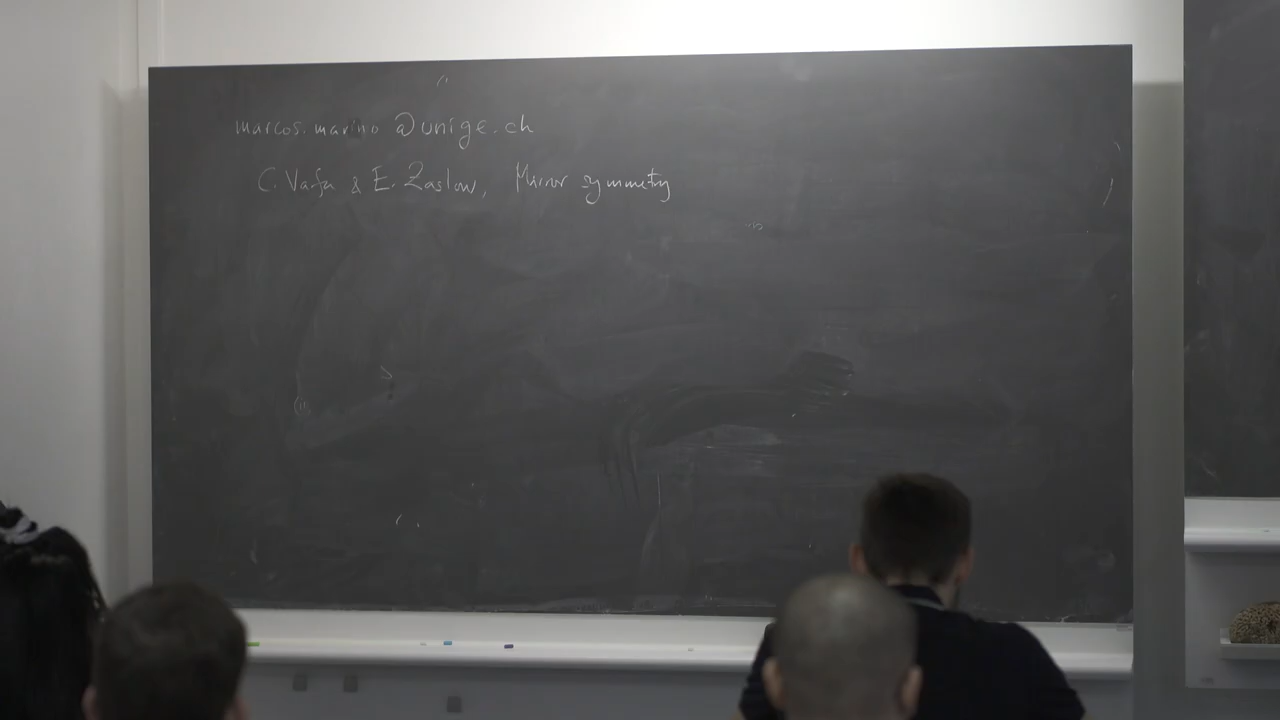 marcos.marino @unige.ch
C. Vafa & E. Zaslow, Mirror symmetry